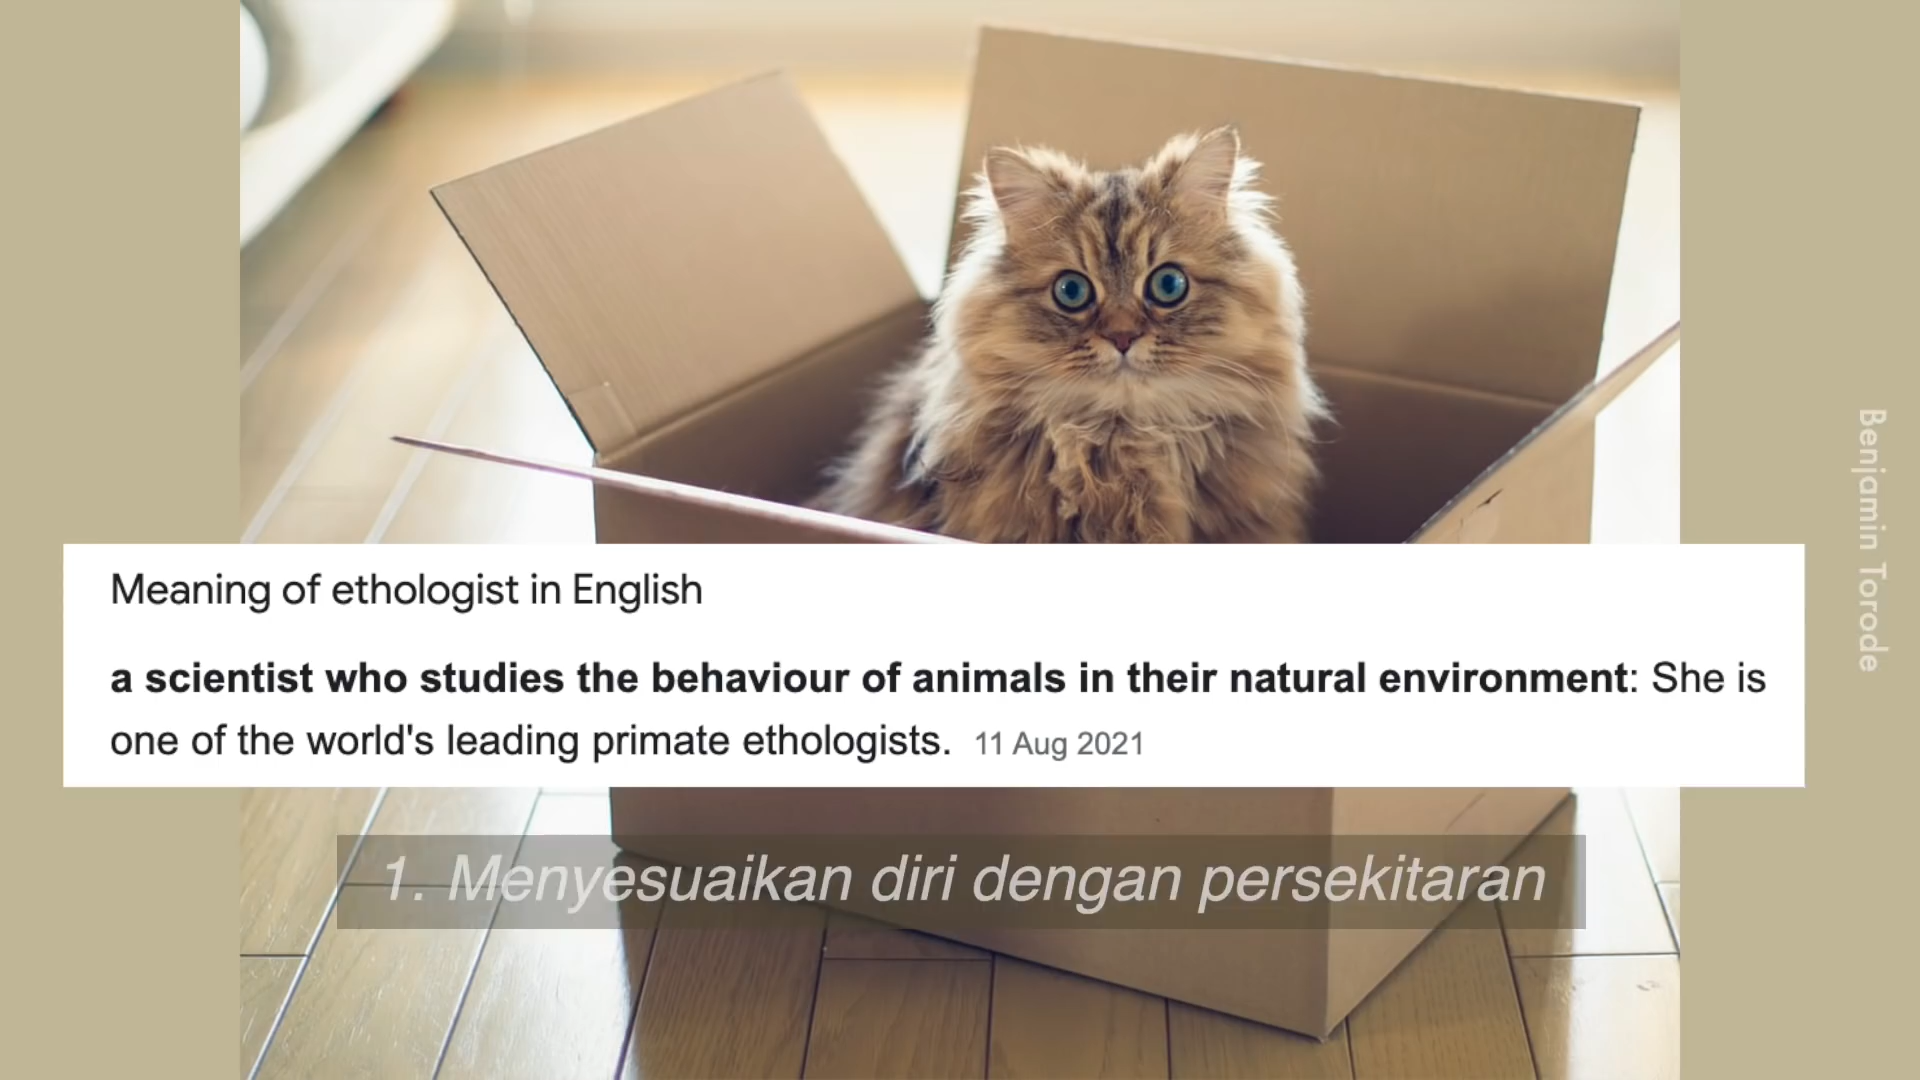 Meaning of ethologist in English
a scientist who studies the behaviour of animals in their natural environment: She is
one of the world's leading primate ethologists. 11 Aug 2021
1. Menyesuaikan diri dengan persekitaran
Benjamin Torode